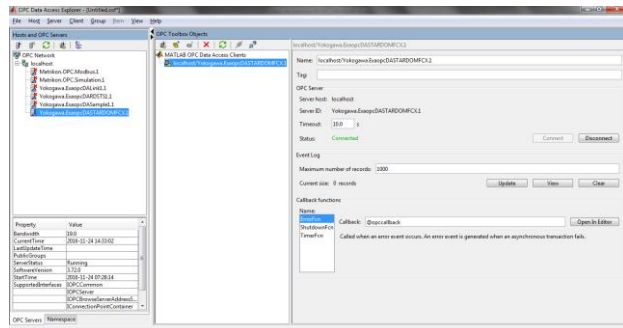 OPC Data Access Explorer - [Untitled.osf*]
File Host Server Client Group Item View Help
Hosts and OPC Servers
OPC Network
localhost
Matrikon.OPC.Modbus.1
Matrikon.OPC.Simulation.1
Yokogawa.ExaopcDALink1.1
Yokogawa.ExaopcDARDSTSL1
Yokogawa.ExaopcDASample1.1
Yokogawa.ExaopcDASTARDOMFCX.1
Property Value
Bandwidth 10.0
CurrentTime 2016-11-24 14:33:02
LastUpdateTime
PublicGroups
ServerStatus Running
SoftwareVersion 3.72.0
StartTime 2016-11-24 07:28:14
SupportedInterfaces IOPCCommon
IOPCServer
IOPCBrowseServerAddressS...
IConnectionPointContainer
OPC Servers Namespace
OPC Toolbox Objects
MATLAB OPC Data Access Clients
localhost/Yokogawa.ExaopcDASTARDOMFCX.1
localhost/Yokogawa.ExaopcDASTARDOMFCX.1
Name: localhost/Yokogawa.ExaopcDASTARDOMFCX.1
Tag:
OPC Server
Server host: localhost
Server ID: Yokogawa.ExaopcDASTARDOMFCX.1
Timeout: 10.0 s
Status: Connected Connect Disconnect
Event Log
Maximum number of records: 1000
Current size: 0 records Update View Clear
Callback functions
Name:
ErrorFcn
ShutdownFcn
TimerFcn
Callback: @opccallback Open in Editor
Called when an error event occurs. An error event is generated when an asynchronous transaction fails.